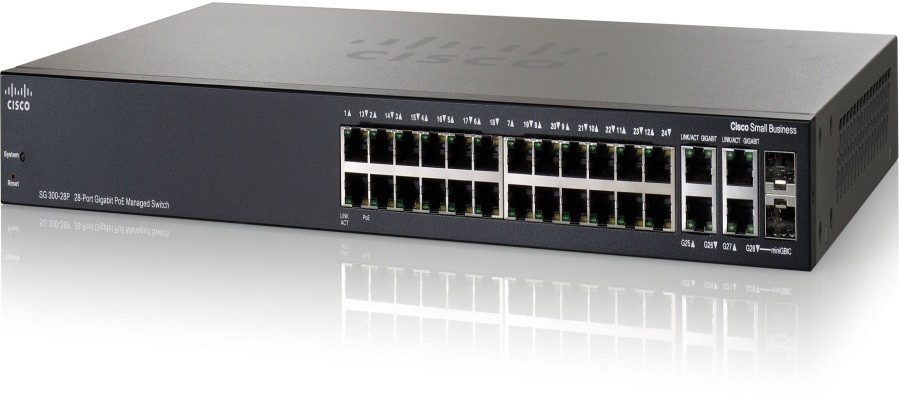 CISCO
CISCO
Cisco Small Business
1▲ 13▼ 2▲ 14▼ 3▲ 15▼ 4▲ 16▼ 5▲ 17▼ 6▲ 18▼ 7▲ 19▼ 8▲ 20▼ 9▲ 21▼ 10▲ 22▼ 11▲ 23▼ 12▲ 24▼
LINK/ACT GIGABIT LINK/ACT GIGABIT
System
Reset
SG 300-28P 28-Port Gigabit PoE Managed Switch
LINK PoE
ACT
G25▲ G26▼ G27▲ G28▼ miniGBIC